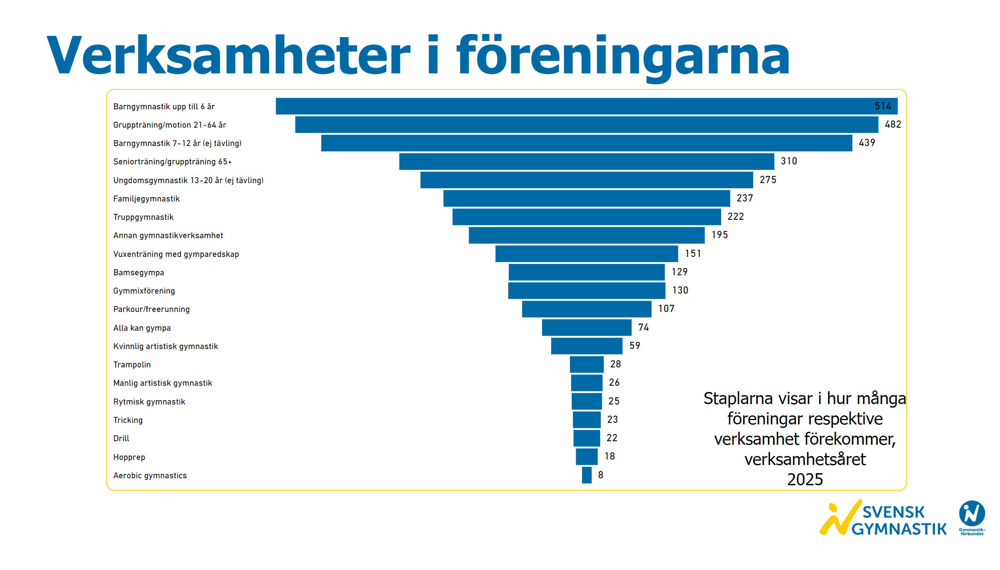 Verksamheter i föreningarna
Barngymnastik upp till 6 år 514
Gruppträning/motion 21-64 år 482
Barngymnastik 7-12 år (ej tävling) 439
Seniorträning/gruppträning 65+ 310
Ungdomsgymnastik 13-20 år (ej tävling) 275
Familjegymnastik 237
Truppgymnastik 222
Annan gymnastikverksamhet 195
Vuxenträning med gymparedskap 151
Bamsegympa 129
Gymmixförening 130
Parkour/freerunning 107
Alla kan gympa 74
Kvinnlig artistisk gymnastik 59
Trampolin 28
Manlig artistisk gymnastik 26
Rytmisk gymnastik 25
Tricking 23
Drill 22
Hopprep 18
Aerobic gymnastics 8
Staplarna visar i hur många
föreningar respektive
verksamhet förekommer,
verksamhetsåret
2025
SVENSK
GYMNASTIK
Gymnastik-
förbundet